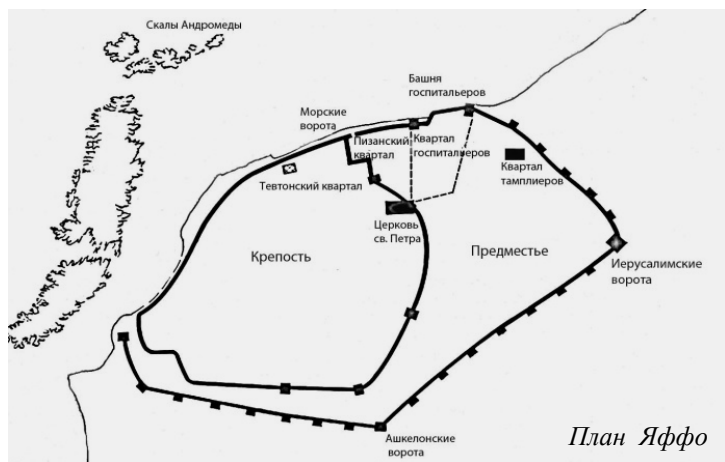 Скалы Андромеды
Башня
госпитальеров
Морские
ворота
Пизанский
квартал
Квартал
госпитальеров
Квартал
тамплиеров
Тевтонский квартал
Церковь
св. Петра
Крепость
Предместье
Иерусалимские
ворота
Ашкелонские
ворота
План Яффо